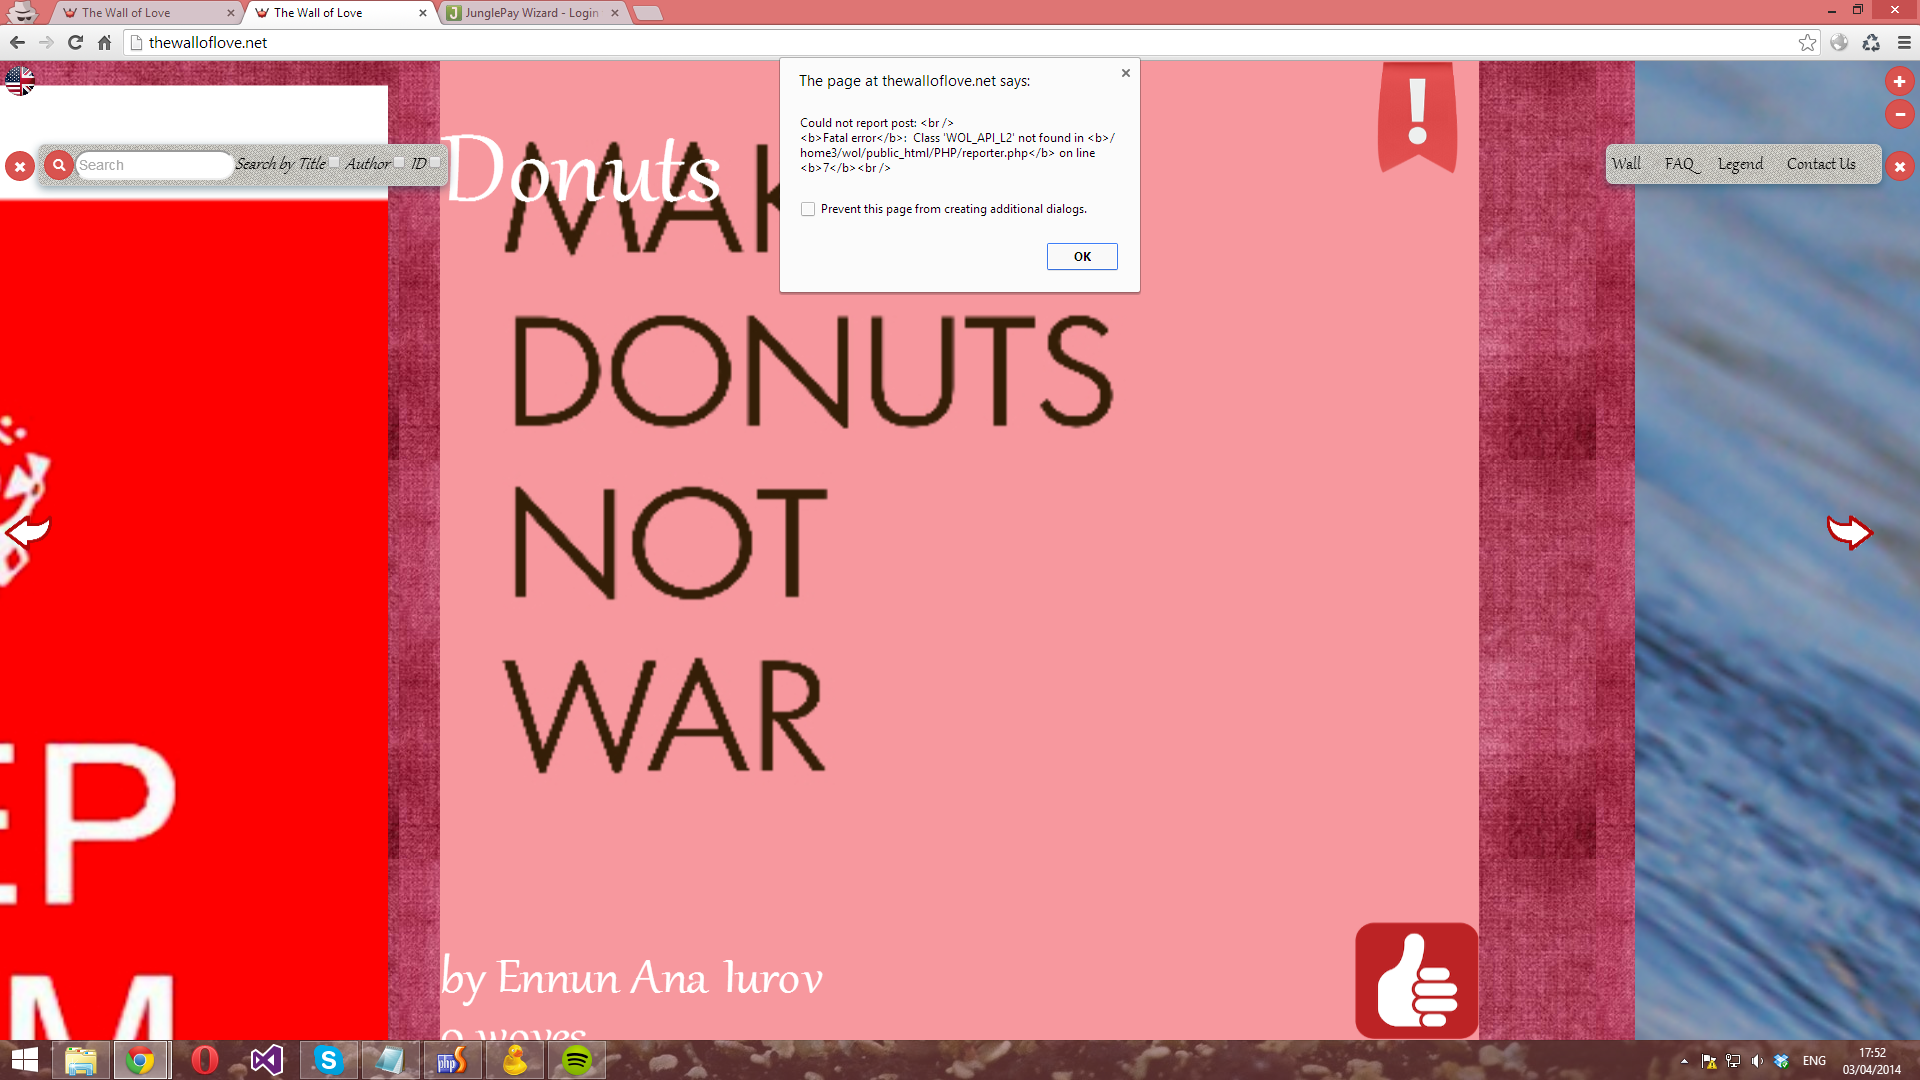 The Wall of Love
The Wall of Love
JunglePay Wizard - Login
thewalloflove.net
The page at thewalloflove.net says:
Could not report post: <br />
<b>Fatal error</b>: Class 'WOL_API_L2' not found in <b>/
home3/wol/public_html/PHP/reporter.php</b> on line
<b>7</b><br />
Prevent this page from creating additional dialogs.
OK
Search
Search by Title Author ID
Donuts
Wall FAQ Legend Contact Us
DONUTS
NOT
WAR
by Ennun Ana Iurov
0 waves
ENG
17:52
03/04/2014